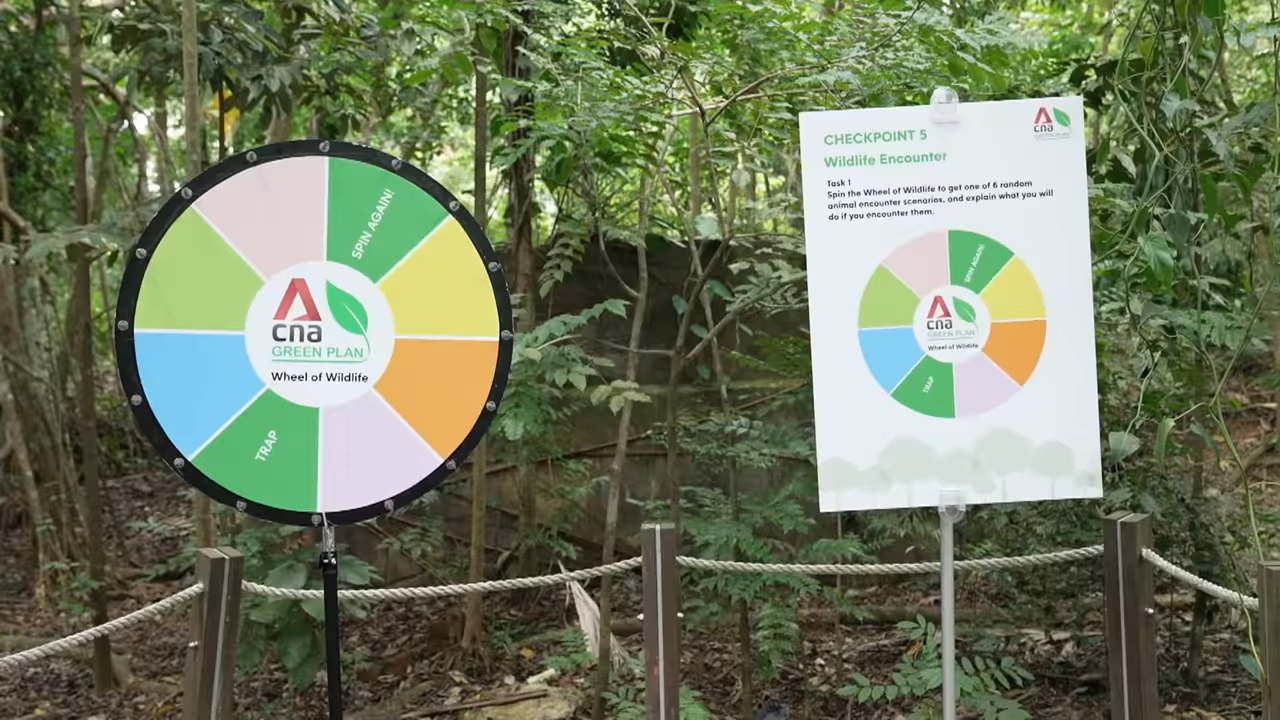 SPIN AGAIN!
cna
GREEN PLAN
Wheel of Wildlife
TRAP
CHECKPOINT 5
Wildlife Encounter
cna
GREEN PLAN
Task 1
Spin the Wheel of Wildlife to get one of 6 random
animal encounter scenarios, and explain what you will
do if you encounter them.
SPIN AGAIN!
cna
GREEN PLAN
Wheel of Wildlife
TRAP